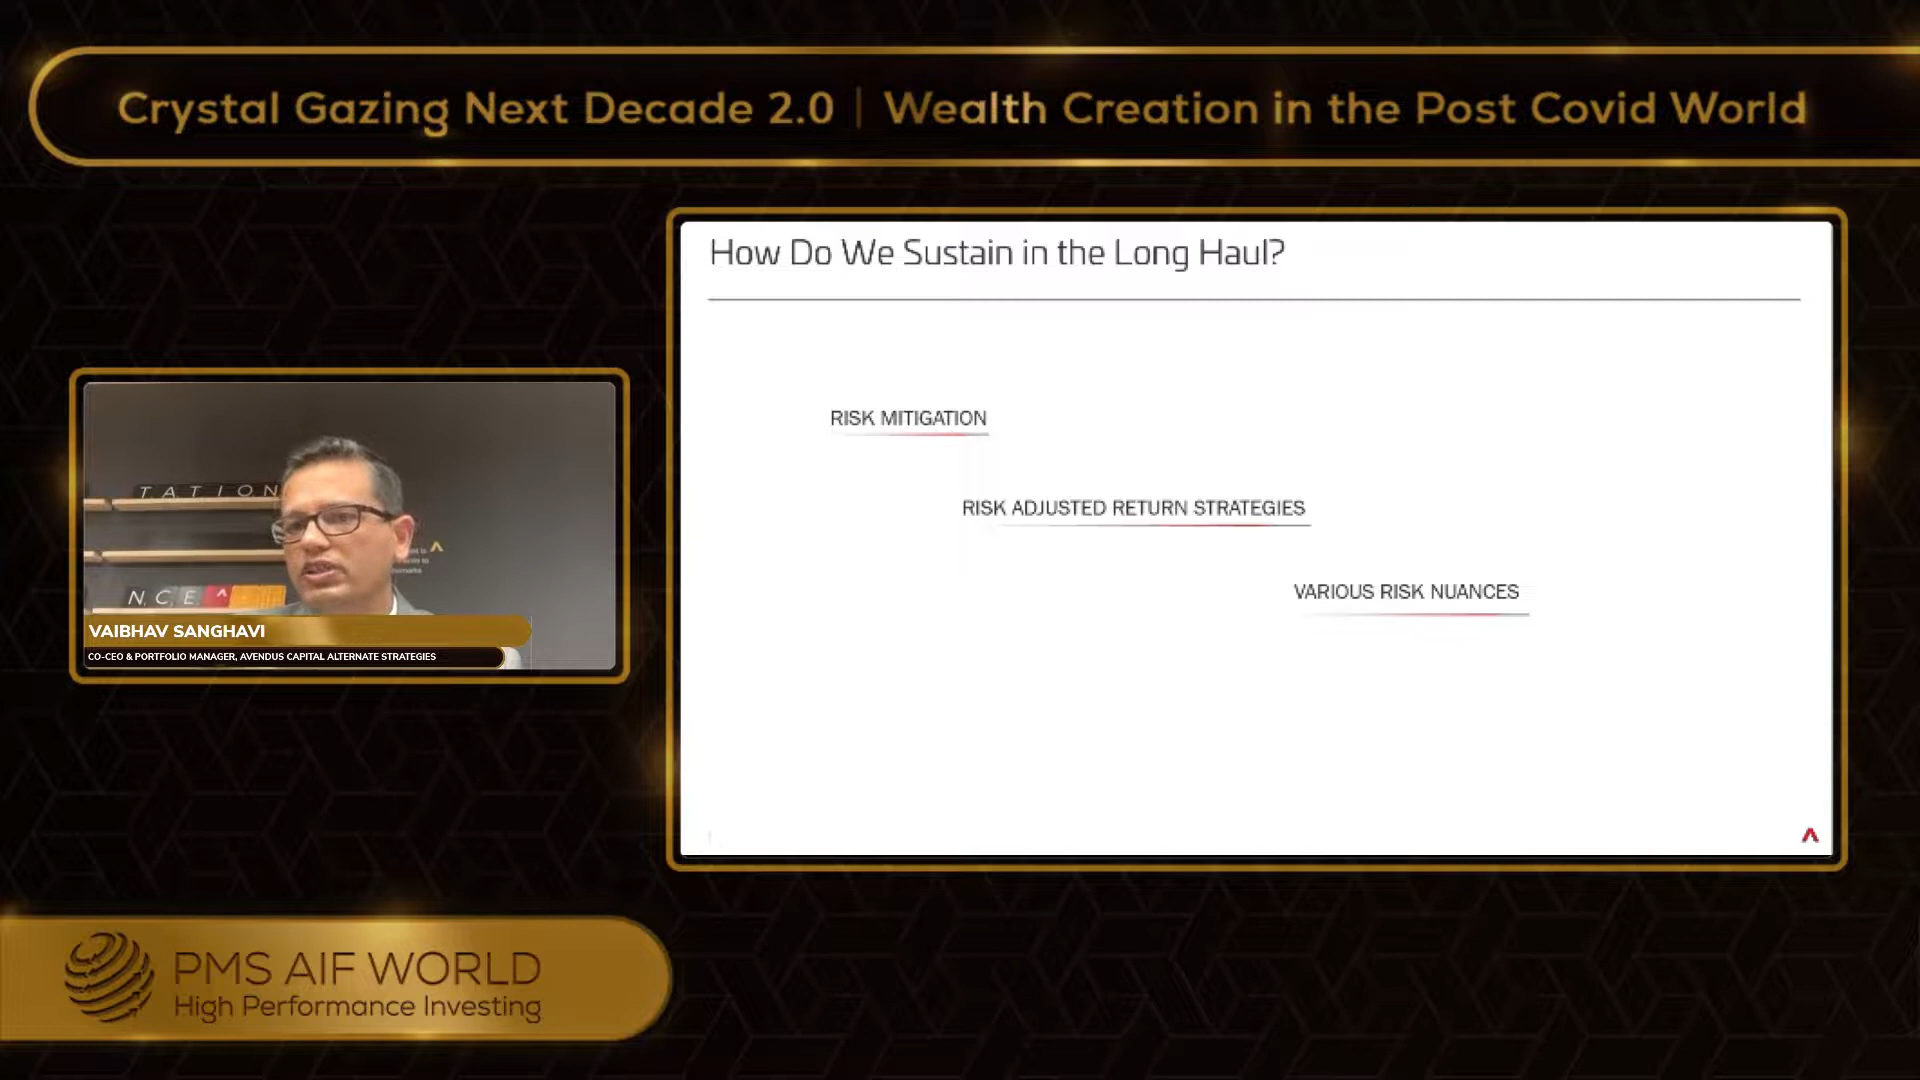 Crystal Gazing Next Decade 2.0 | Wealth Creation in the Post Covid World
How Do We Sustain in the Long Haul?
RISK MITIGATION
RISK ADJUSTED RETURN STRATEGIES
VARIOUS RISK NUANCES
TATION
N,CE
VAIBHAV SANGHAVI
CO-CEO & PORTFOLIO MANAGER, AVENDUS CAPITAL ALTERNATE STRATEGIES
PMS AIF WORLD
High Performance Investing